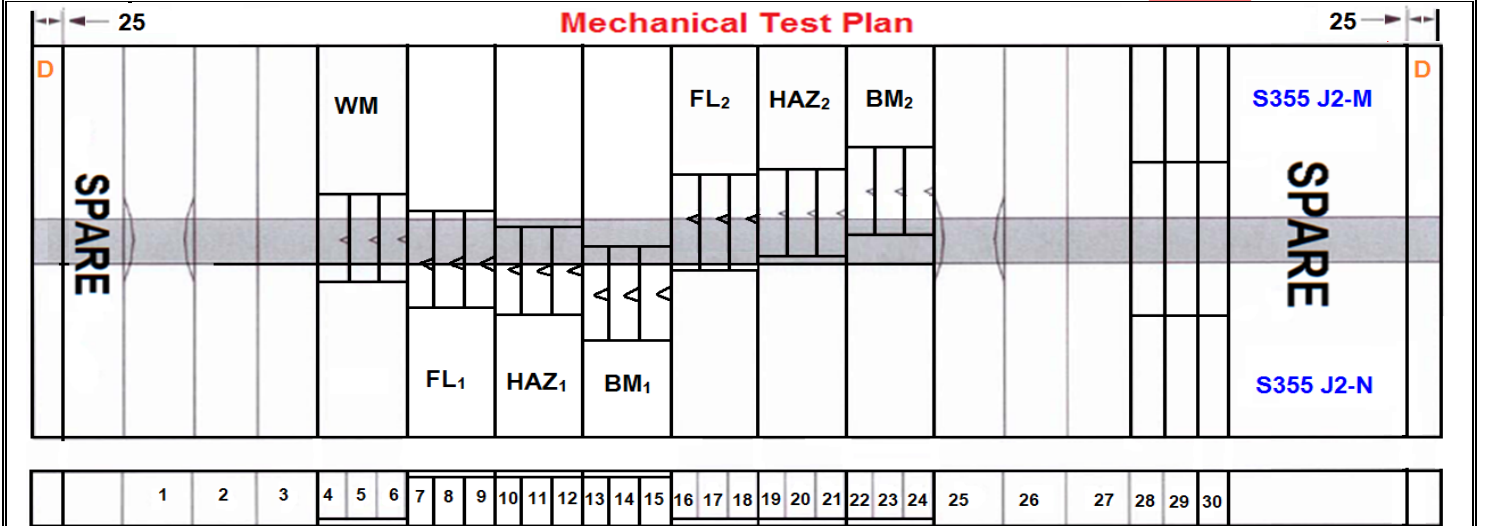 25 Mechanical Test Plan 25
D D
WM FL2 HAZ2 BM2 S355 J2-M
SPARE SPARE
FL1 HAZ1 BM1 S355 J2-N
1 2 3 4 5 6 7 8 9 10 11 12 13 14 15 16 17 18 19 20 21 22 23 24 25 26 27 28 29 30